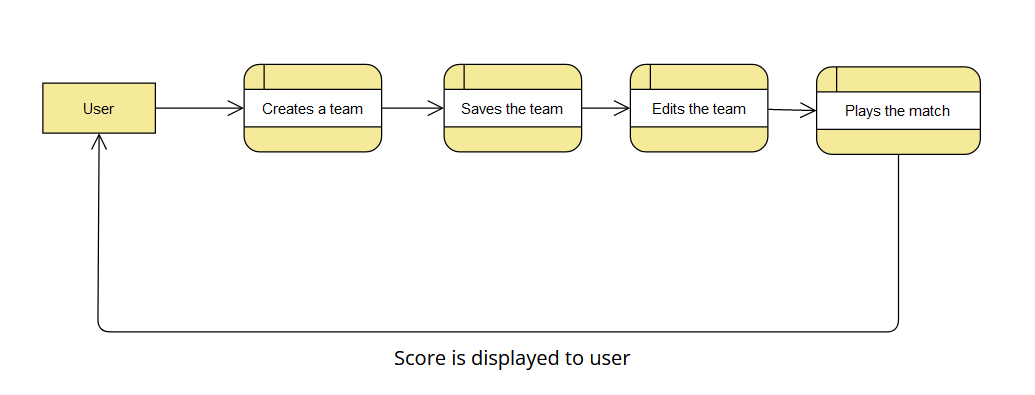 User
Creates a team
Saves the team
Edits the team
Plays the match
Score is displayed to user